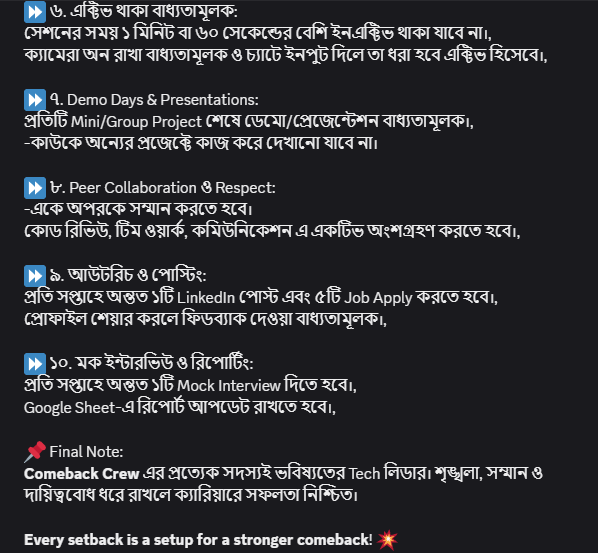 ⏩ ৬. এক্টিভ থাকা বাধ্যতামূলক:
সেশনের সময় ১ মিনিট বা ৬০ সেকেন্ডের বেশি ইনএক্টিভ থাকা যাবে না।,
ক্যামেরা অন রাখা বাধ্যতামূলক ও চ্যাটে ইনপুট দিলে তা ধরা হবে এক্টিভ হিসেবে।,
⏩ ৭. Demo Days & Presentations:
প্রতিটি Mini/Group Project শেষে ডেমো/প্রেজেন্টেশন বাধ্যতামূলক।,
-কাউকে অন্যের প্রজেক্টে কাজ করে দেখানো যাবে না।
⏩ ৮. Peer Collaboration ও Respect:
-একে অপরকে সম্মান করতে হবে।
কোড রিভিউ, টিম ওয়ার্ক, কমিউনিকেশন এ একটিভ অংশগ্রহণ করতে হবে।,
⏩ ৯. আউটরিচ ও পোস্টিং:
প্রতি সপ্তাহে অন্তত ১টি LinkedIn পোস্ট এবং ৫টি Job Apply করতে হবে।,
প্রোফাইল শেয়ার করলে ফিডব্যাক দেওয়া বাধ্যতামূলক।,
⏩ ১০. মক ইন্টারভিউ ও রিপোর্টিং:
প্রতি সপ্তাহে অন্তত ১টি Mock Interview দিতে হবে।,
Google Sheet-এ রিপোর্ট আপডেট রাখতে হবে।,
📌 Final Note:
Comeback Crew এর প্রত্যেক সদস্যই ভবিষ্যতের Tech লিডার। শৃঙ্খলা, সম্মান ও
দায়িত্ববোধ ধরে রাখলে ক্যারিয়ারে সফলতা নিশ্চিত।
Every setback is a setup for a stronger comeback! 💥